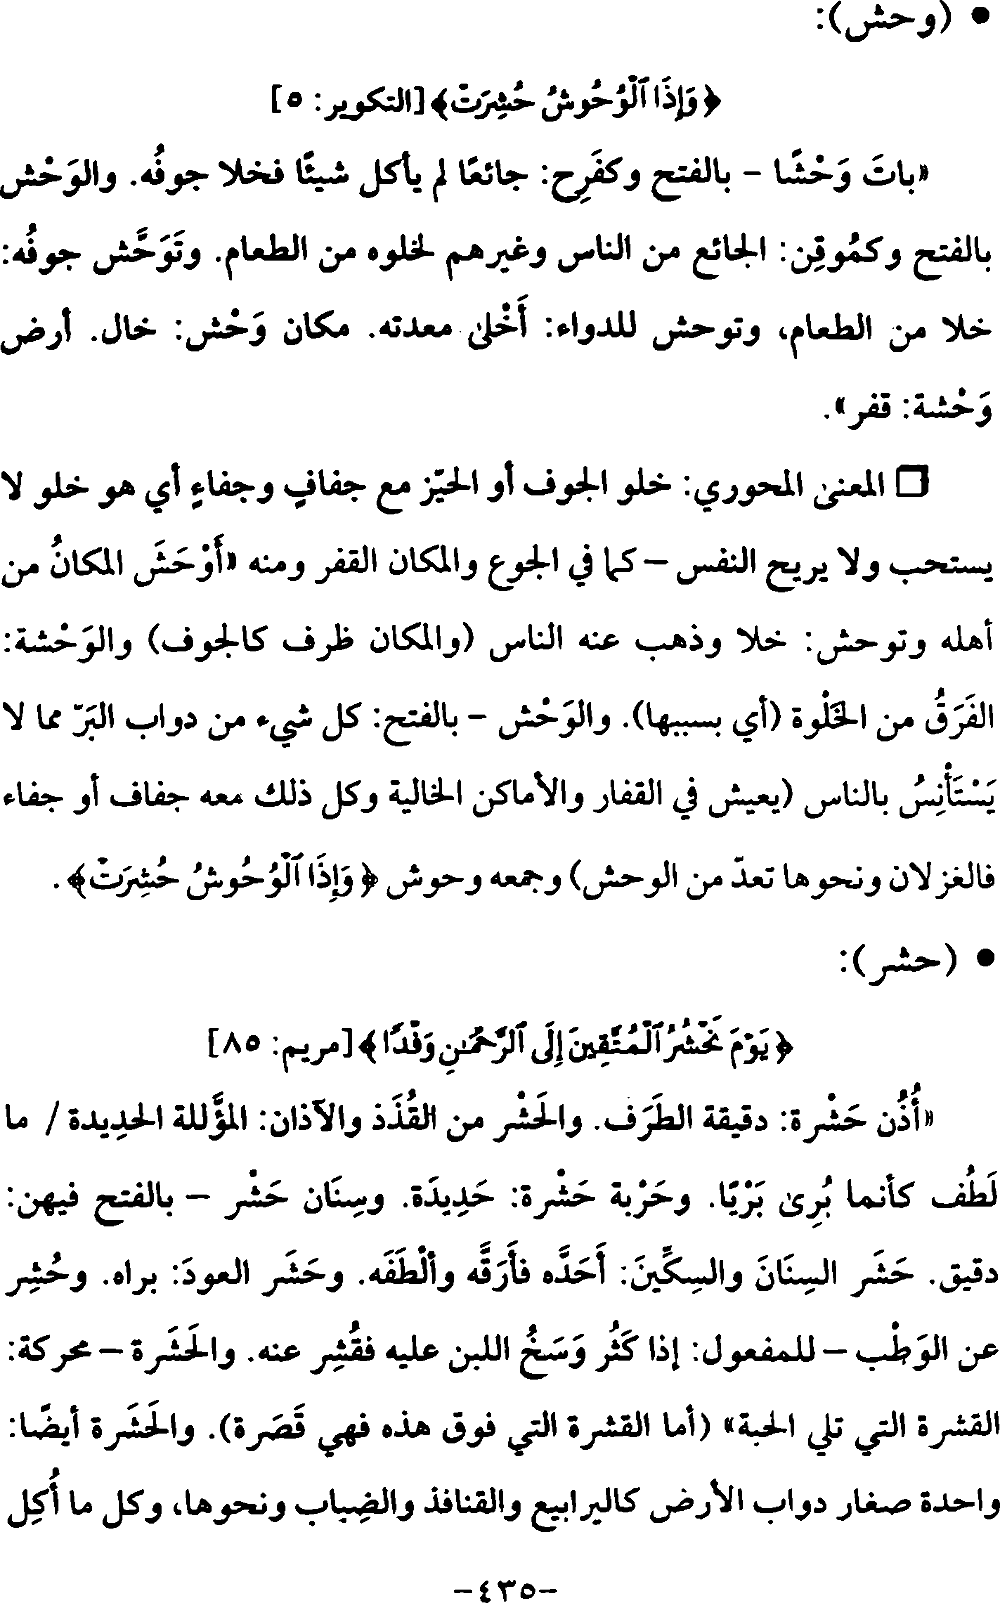 • (وحش):
﴿وَإِذَا ٱلْوُحُوشُ حُشِرَتْ﴾ [التكوير: ٥]
«باتَ وَحْشًا - بالفتح وكفَرِح: جائعًا لم يأكل شيئًا فخلا جوفُه. والوَحْش
بالفتح وكمُوقِن: الجائع من الناس وغيرهم لخلوه من الطعام. وتَوَحَّش جوفُه:
خلا من الطعام، وتوحش للدواء: أَخْلىٰ معدته. مكان وَحْش: خال. أرض
وَحْشة: قفر».
❏ المعنىٰ المحوري: خلو الجوف أو الحيّز مع جفافٍ وجفاءٍ أي هو خلو لا
يستحب ولا يريح النفس – كما في الجوع والمكان القفر ومنه «أَوْحَشَ المكانُ من
أهله وتوحش: خلا وذهب عنه الناس (والمكان ظرف كالجوف) والوَحْشة:
الفَرَقُ من الخَلْوة (أي بسببها). والوَحْش - بالفتح: كل شيء من دواب البَرّ مما لا
يَسْتَأْنِسُ بالناس (يعيش في القفار والأماكن الخالية وكل ذلك معه جفاف أو جفاء
فالغزلان ونحوها تعدّ من الوحش) وجمعه وحوش ﴿وَإِذَا ٱلْوُحُوشُ حُشِرَتْ﴾ .
• (حشر):
﴿يَوْمَ نَحْشُرُ ٱلْمُتَّقِينَ إِلَى ٱلرَّحْمَـٰنِ وَفْدًا﴾ [مريم: ٨٥]
«أُذُن حَشْرة: دقيقة الطَرَف. والحَشْر من القُذَذ والآذان: المؤَّللة الحديدة / ما
لَطُف كأنما بُرِىٰ بَرْيًا. وحَرْبة حَشْرة: حَدِيدَة. وسِنَان حَشْر – بالفتح فيهن:
دقيق. حَشَر السِنَانَ والسِكِّينَ: أَحَدَّه فأَرَقَّه وألْطَفَه. وحَشَر العودَ: براه. وحُشِر
عن الوَطْب – للمفعول: إذا كَثُر وَسَخُ اللبن عليه فقُشِر عنه. والحَشَرة – محركة:
القشرة التي تلي الحبة» (أما القشرة التي فوق هذه فهي قَصَرة). والحَشَرة أيضًا:
واحدة صغار دواب الأرض كاليرابيع والقنافذ والضِباب ونحوها، وكل ما أُكِل
-٤٣٥-